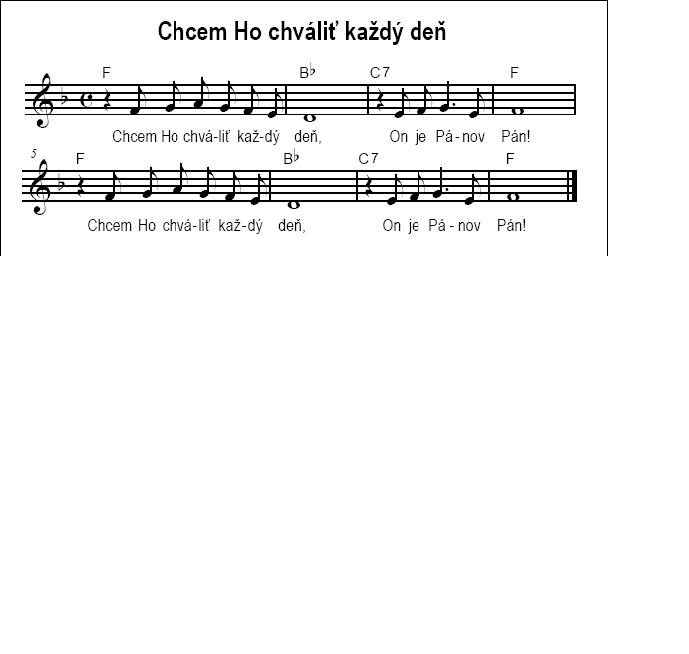 Chcem Ho chváliť každý deň
F B♭ C7 F
Chcem Ho chvá-liť kaž-dý deň, On je Pá-nov Pán!
5 F B♭ C7 F
Chcem Ho chvá-liť kaž-dý deň, On je Pá-nov Pán!